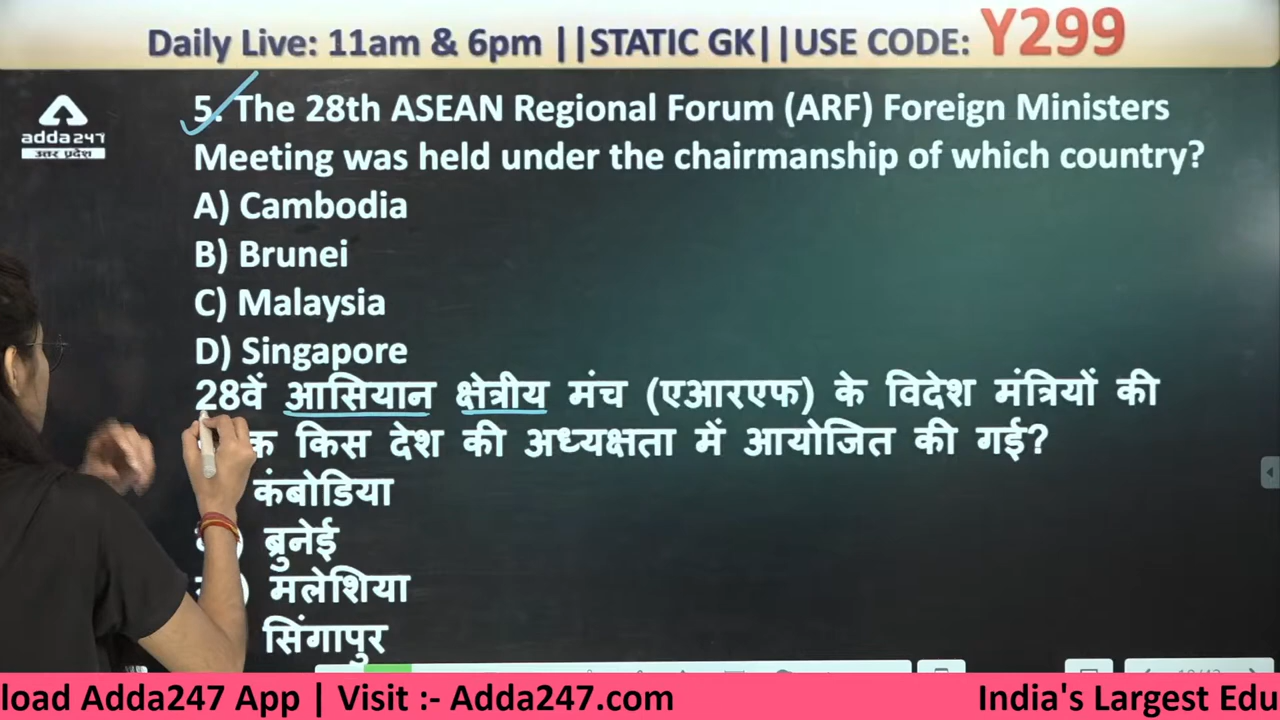 Daily Live: 11am & 6pm ||STATIC GK||USE CODE: Y299
adda247
उत्तर प्रदेश
5. The 28th ASEAN Regional Forum (ARF) Foreign Ministers
Meeting was held under the chairmanship of which country?
A) Cambodia
B) Brunei
C) Malaysia
D) Singapore
28वें आसियान क्षेत्रीय मंच (एआरएफ) के विदेश मंत्रियों की
किस देश की अध्यक्षता में आयोजित की गई?
कंबोडिया
ब्रुनेई
मलेशिया
सिंगापुर
load Adda247 App | Visit :- Adda247.com India's Largest Edu